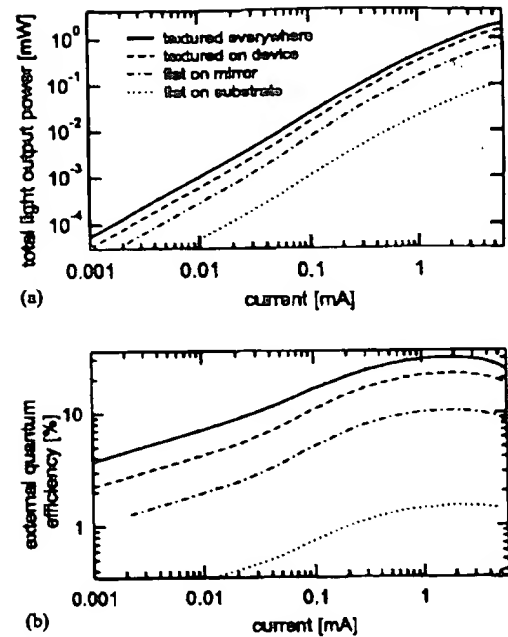 total light output power [mW]
10^0
10^-1
10^-2
10^-3
10^-4
textured everywhere
textured on device
flat on mirror
flat on substrate
0.001 0.01 0.1 1
(a)
current [mA]
external quantum
efficiency [%]
10
1
0.001 0.01 0.1 1
(b)
current [mA]